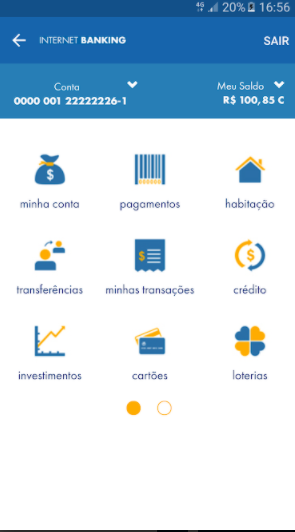 4G 20% 16:56
INTERNET BANKING SAIR
Conta Meu Saldo
0000 001 22222226-1 R$ 100,85 C
minha conta pagamentos habitação
transferências minhas transações crédito
investimentos cartões loterias